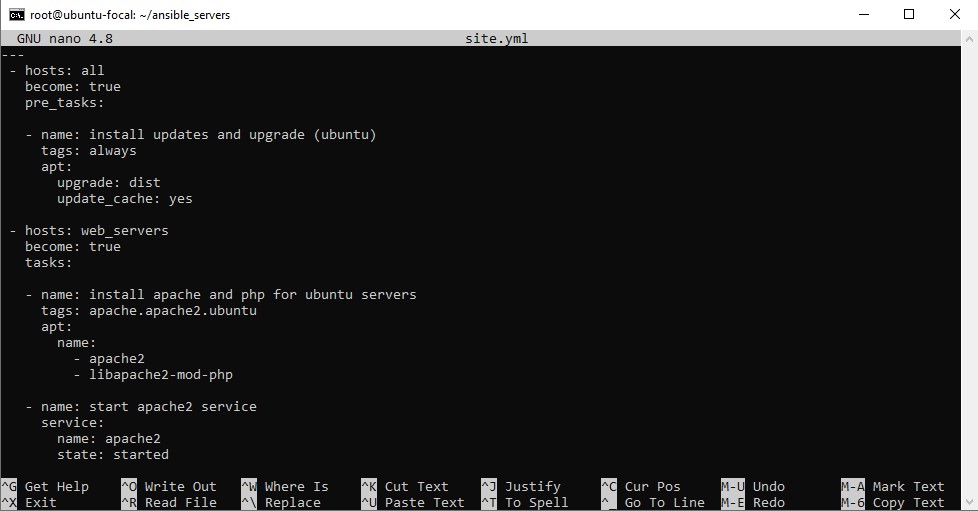 root@ubuntu-focal: ~/ansible_servers
GNU nano 4.8 site.yml
---
 - hosts: all
   become: true
   pre_tasks:

   - name: install updates and upgrade (ubuntu)
     tags: always
     apt:
       upgrade: dist
       update_cache: yes

 - hosts: web_servers
   become: true
   tasks:

   - name: install apache and php for ubuntu servers
     tags: apache.apache2.ubuntu
     apt:
       name:
         - apache2
         - libapache2-mod-php

   - name: start apache2 service
     service:
       name: apache2
       state: started

^G Get Help ^O Write Out ^W Where Is ^K Cut Text ^J Justify ^C Cur Pos M-U Undo M-A Mark Text
^X Exit ^R Read File ^\ Replace ^U Paste Text ^T To Spell ^_ Go To Line M-E Redo M-6 Copy Text